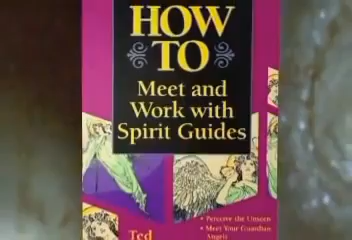 HOW
TO
Meet and
Work with
Spirit Guides
• Perceive the Unseen
• Meet Your Guardian
Angels
Ted